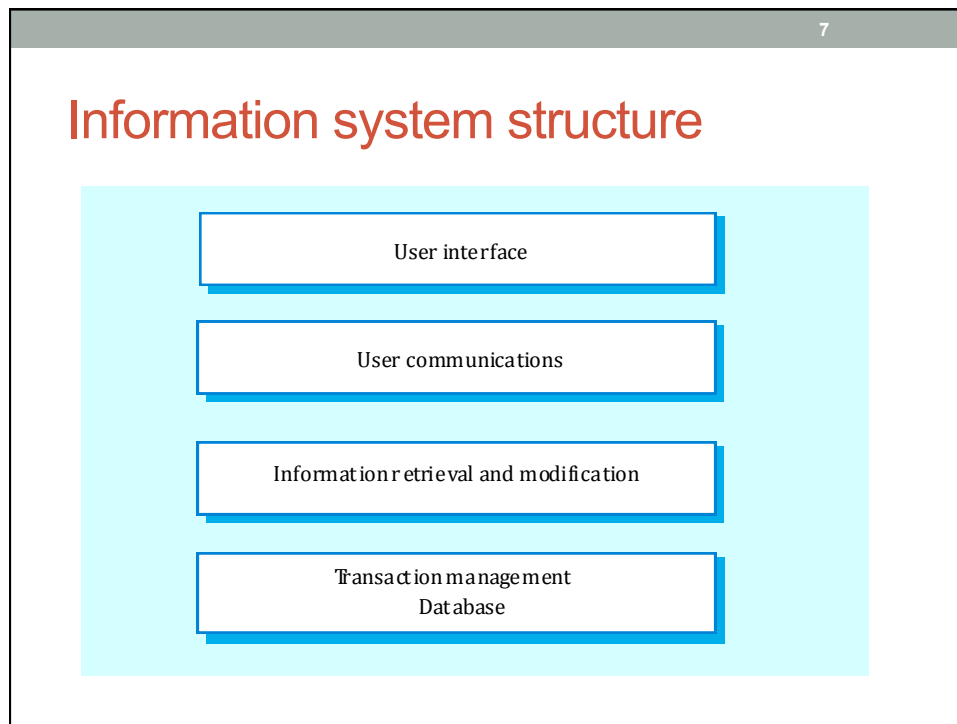 7
Information system structure
User interface
User communications
Information retrieval and modification
Transaction management
Database